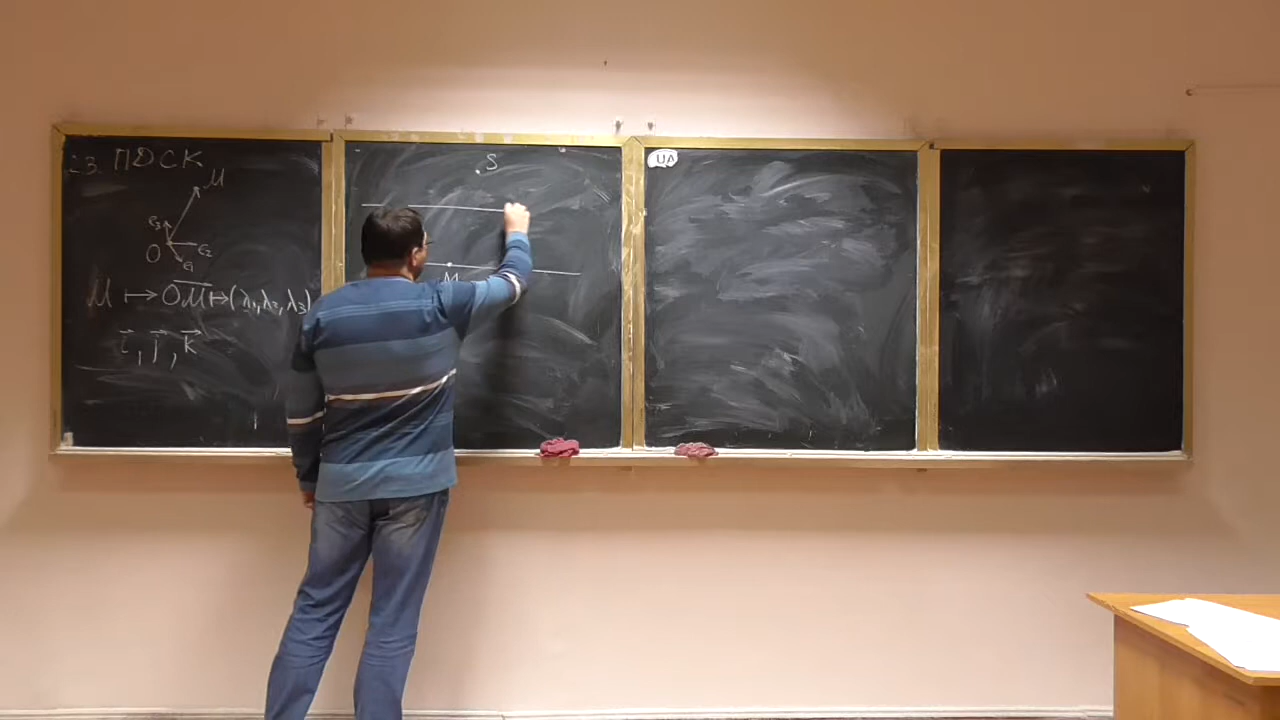 3. ПДСК
M
e₃
O e₂
e₁
M ↦ OM̅ ↦ (λ₁, λ₂, λ₃)
i⃗, j⃗, k⃗
S
M
UA